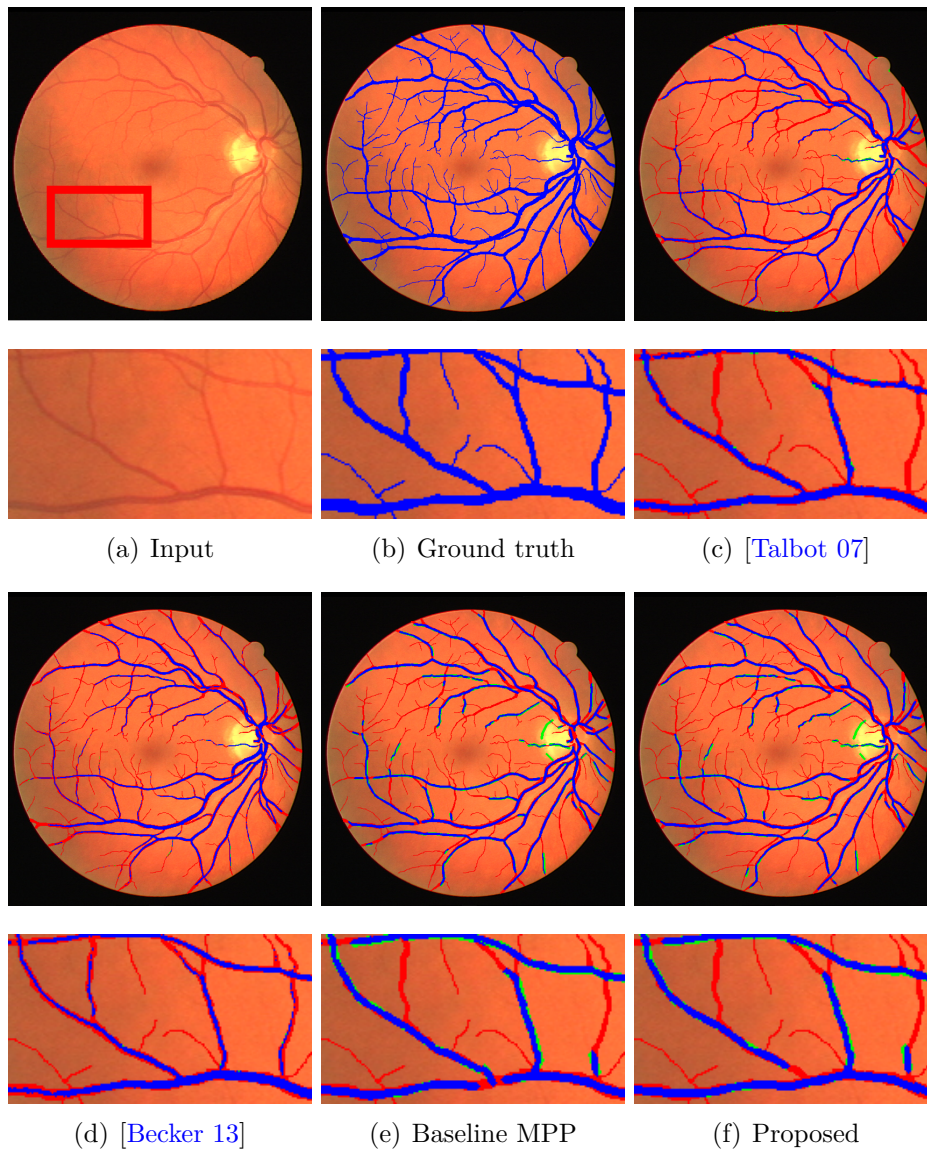 (a) Input
(b) Ground truth
(c) [Talbot 07]
(d) [Becker 13]
(e) Baseline MPP
(f) Proposed